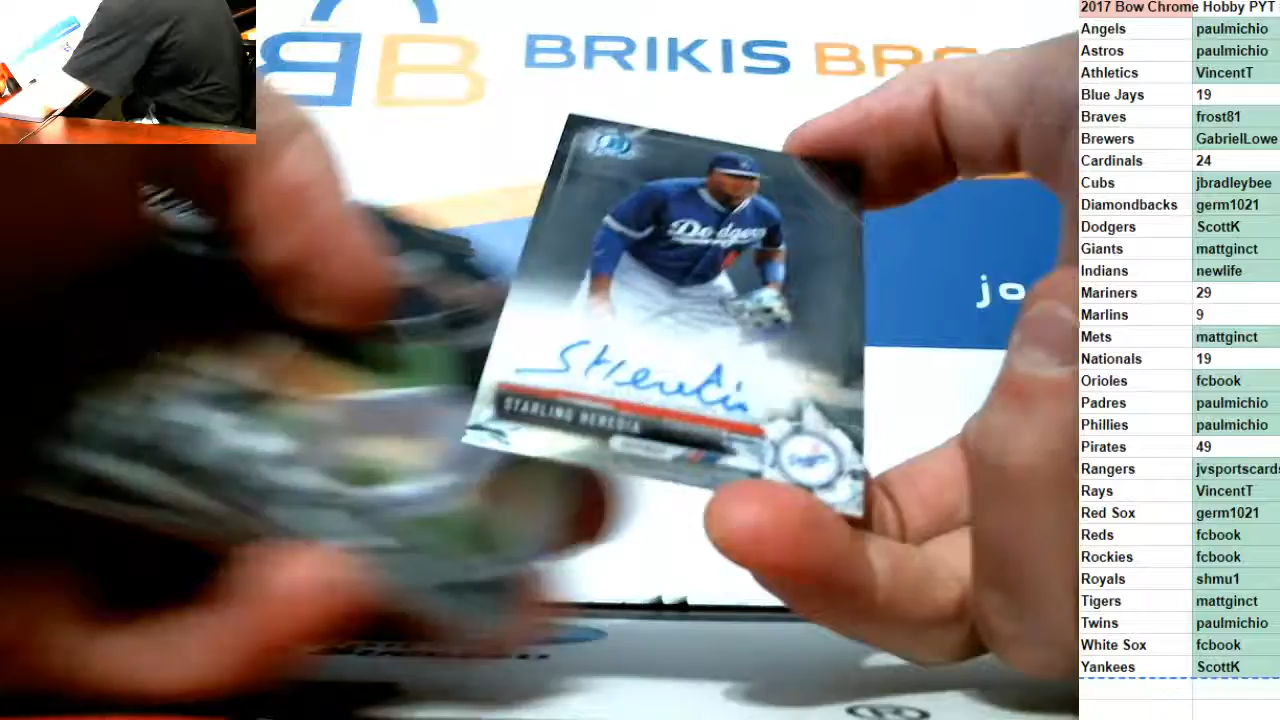 BRIKIS BRO
jo
Dodgers
STARLING HEREDIA
2017 Bow Chrome Hobby PYT
Angels paulmichio
Astros paulmichio
Athletics VincentT
Blue Jays 19
Braves frost81
Brewers GabrielLowe
Cardinals 24
Cubs jbradleybee
Diamondbacks germ1021
Dodgers ScottK
Giants mattginct
Indians newlife
Mariners 29
Marlins 9
Mets mattginct
Nationals 19
Orioles fcbook
Padres paulmichio
Phillies paulmichio
Pirates 49
Rangers jvsportscards
Rays VincentT
Red Sox germ1021
Reds fcbook
Rockies fcbook
Royals shmu1
Tigers mattginct
Twins paulmichio
White Sox fcbook
Yankees ScottK